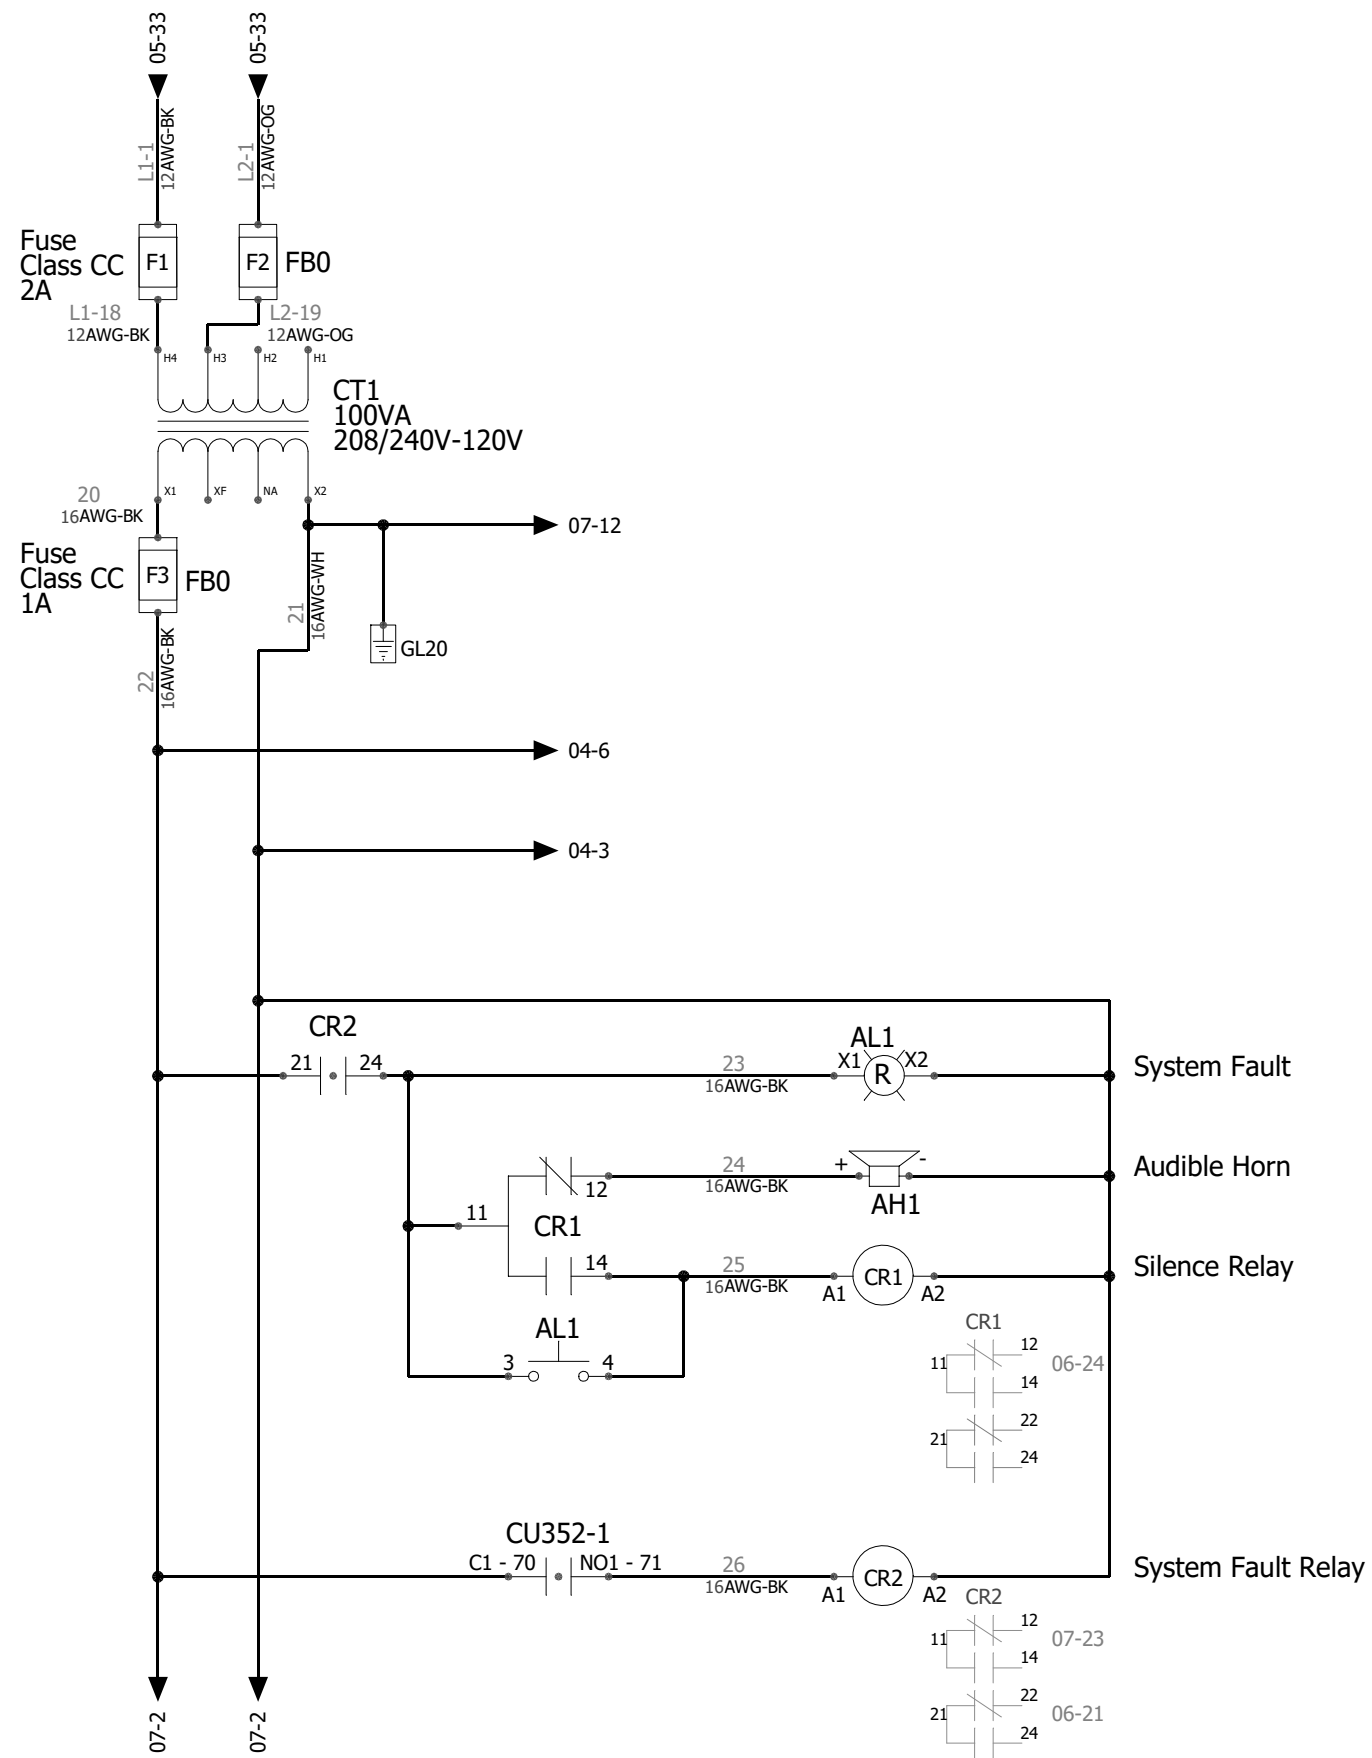 05-33
05-33
L1-1
12AWG-BK
L2-1
12AWG-OG
Fuse
Class CC
2A
F1
F2
FB0
L1-18
12AWG-BK
L2-19
12AWG-OG
H4
H3
H2
H1
CT1
100VA
208/240V-120V
X1
XF
NA
X2
20
16AWG-BK
07-12
Fuse
Class CC
1A
F3
FB0
21
16AWG-WH
GL20
22
16AWG-BK
04-6
04-3
CR2
21
24
23
16AWG-BK
AL1
X1
R
X2
System Fault
12
24
16AWG-BK
+
-
AH1
Audible Horn
11
CR1
14
25
16AWG-BK
A1
CR1
A2
Silence Relay
AL1
3
4
CR1
11
12
14
06-24
21
22
24
CU352-1
C1 - 70
NO1 - 71
26
16AWG-BK
A1
CR2
A2
System Fault Relay
CR2
11
12
14
07-23
21
22
24
06-21
07-2
07-2